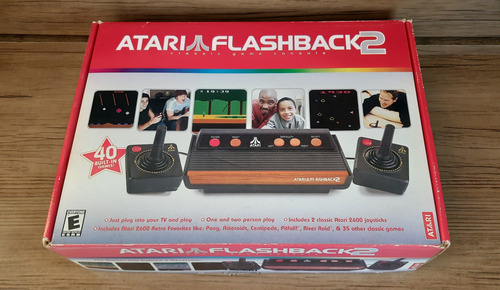 ATARI FLASHBACK 2
classic game console
40
BUILT-IN
GAMES!
ATARI
ATARI FLASHBACK 2
• Just plug into your TV and play • One and two person play • Includes 2 classic Atari 2600 joysticks
• Includes Atari 2600 Retro Favorites like: Pong, Asteroids, Centipede, Pitfall!, River Raid, & 35 other classic games
E
EVERYONE
ATARI